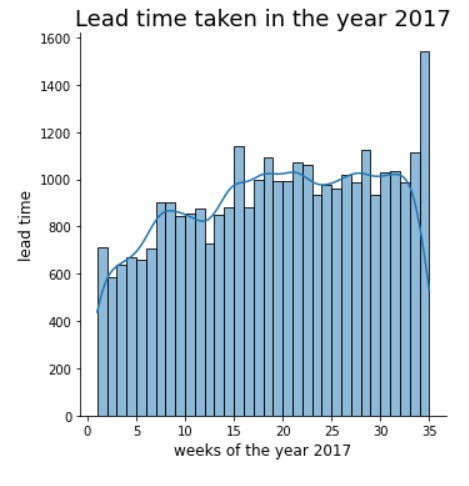 Lead time taken in the year 2017
1600
1400
1200
1000
800
600
400
200
0
lead time
0 5 10 15 20 25 30 35
weeks of the year 2017